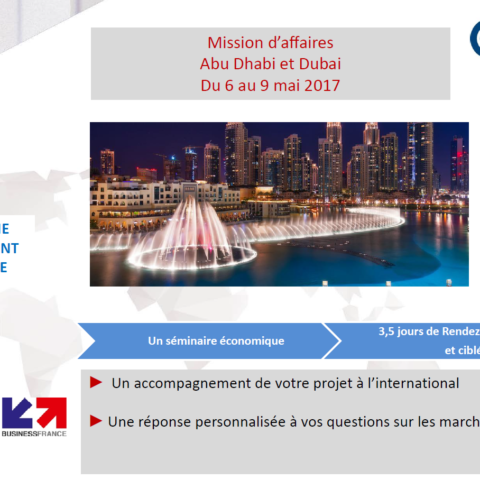 Mission d’affaires
Abu Dhabi et Dubai
Du 6 au 9 mai 2017
NT
Un séminaire économique
3,5 jours de Rendez
et ciblé
► Un accompagnement de votre projet à l’international
► Une réponse personnalisée à vos questions sur les march
BUSINESSFRANCE